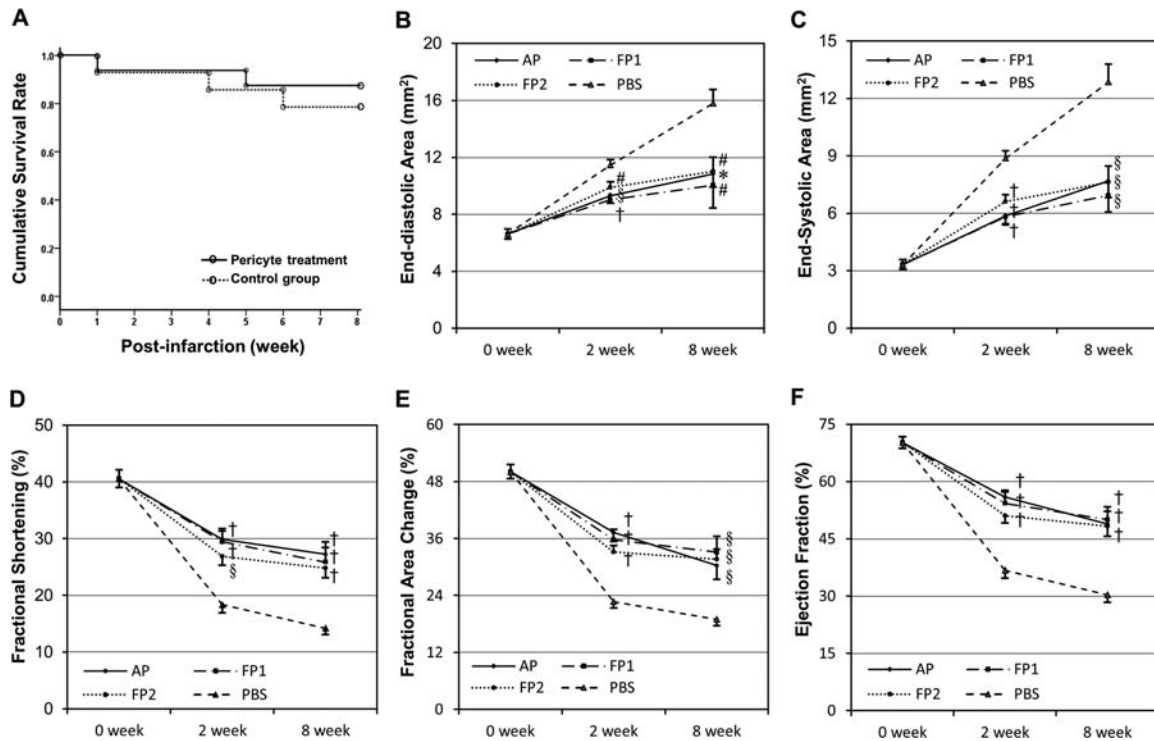 A
Cumulative Survival Rate
1.0
0.8
0.6
0.4
0.2
0.0
Pericyte treatment
Control group
0 1 2 3 4 5 6 7 8
Post-infarction (week)
B
End-diastolic Area (mm²)
20
16
12
8
4
0
AP FP1
FP2 PBS
#
§
†
#
*
#
0 week 2 week 8 week
C
End-Systolic Area (mm²)
15
12
9
6
3
0
AP FP1
FP2 PBS
†
†
†
§
§
§
0 week 2 week 8 week
D
Fractional Shortening (%)
50
40
30
20
10
0
†
†
§
†
†
†
AP FP1
FP2 PBS
0 week 2 week 8 week
E
Fractional Area Change (%)
60
48
36
24
12
0
†
†
†
§
§
§
AP FP1
FP2 PBS
0 week 2 week 8 week
F
Ejection Fraction (%)
75
60
45
30
15
0
†
†
†
†
†
†
AP FP1
FP2 PBS
0 week 2 week 8 week